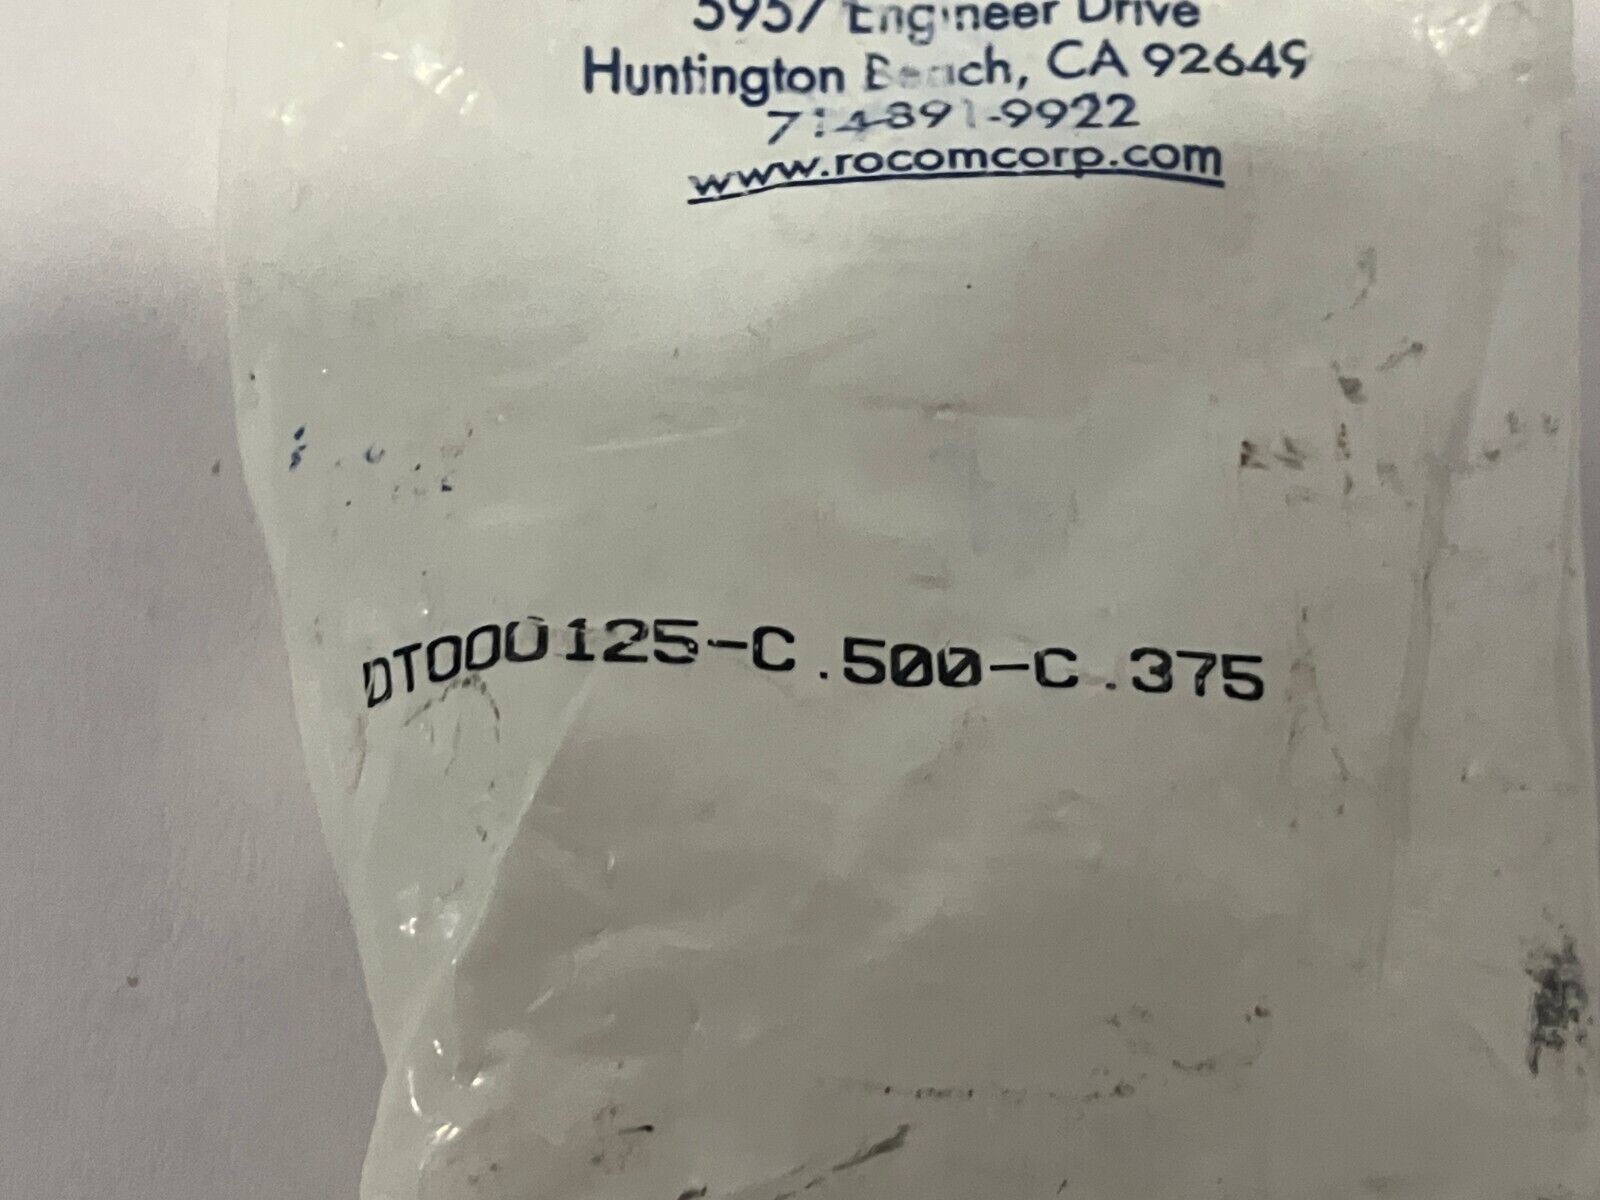 5957 Engineer Drive
Huntington Beach, CA 92649
714-891-9922
www.rocomcorp.com
DT000125-C.500-C.375